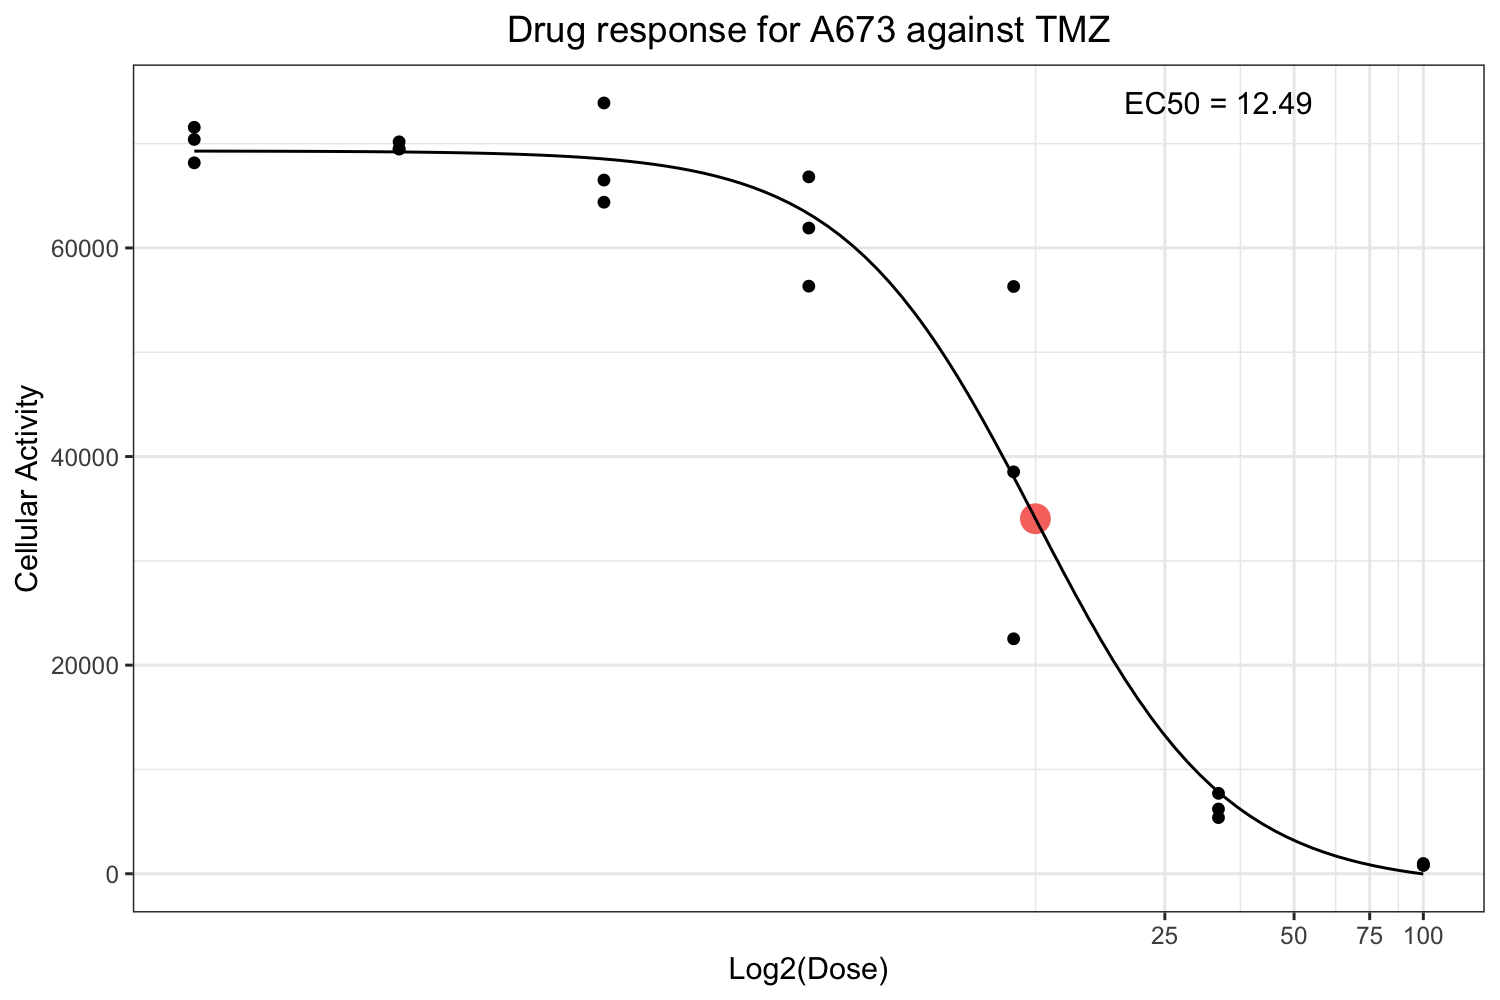 Drug response for A673 against TMZ
EC50 = 12.49
60000
40000
20000
0
Cellular Activity
25 50 75 100
Log2(Dose)